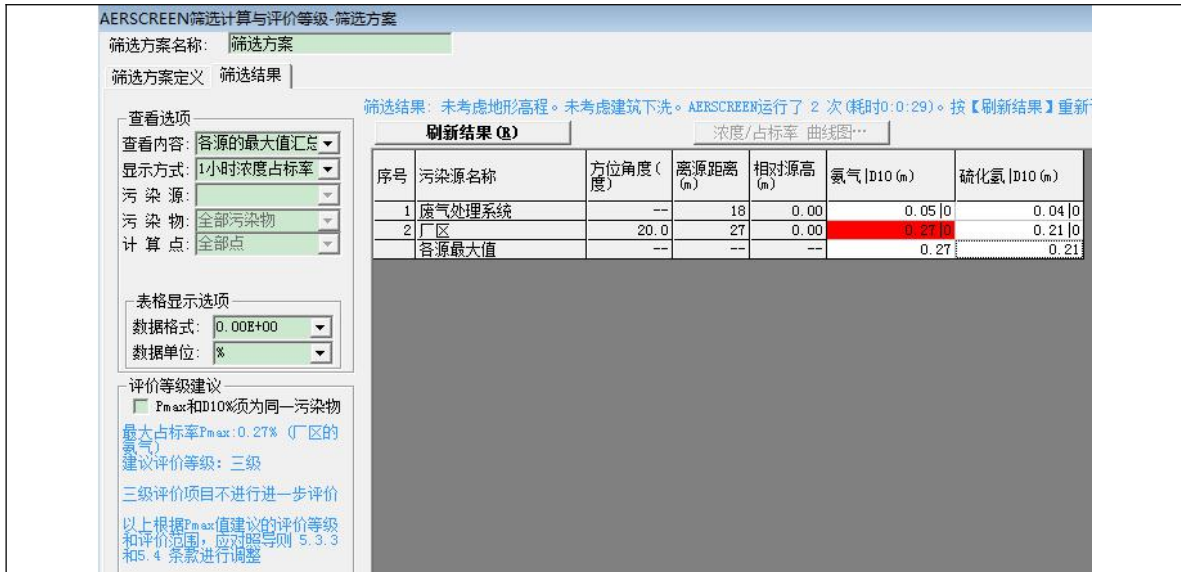 AERSCREEN筛选计算与评价等级-筛选方案
筛选方案名称: 筛选方案
筛选方案定义 筛选结果
筛选结果: 未考虑地形高程。未考虑建筑下洗。AERSCREEN运行了 2 次(耗时0:0:29)。按【刷新结果】重新
查看选项
查看内容: 各源的最大值汇总
显示方式: 1小时浓度占标率
污 染 源:
污 染 物: 全部污染物
计 算 点: 全部点
刷新结果(R) 浓度/占标率 曲线图…
序号 污染源名称 方位角度(度) 离源距离(m) 相对源高(m) 氨气|D10(m) 硫化氢|D10(m)
1 废气处理系统 -- 18 0.00 0.05|0 0.04|0
2 厂区 20.0 27 0.00 0.27|0 0.21|0
各源最大值 -- -- -- 0.27 0.21
表格显示选项
数据格式: 0.00E+00
数据单位: %
评价等级建议
Pmax和D10%须为同一污染物
最大占标率Pmax:0.27% (厂区的
氨气)
建议评价等级: 三级
三级评价项目不进行进一步评价
以上根据Pmax值建议的评价等级
和评价范围, 应对照导则 5.3.3
和5.4 条款进行调整